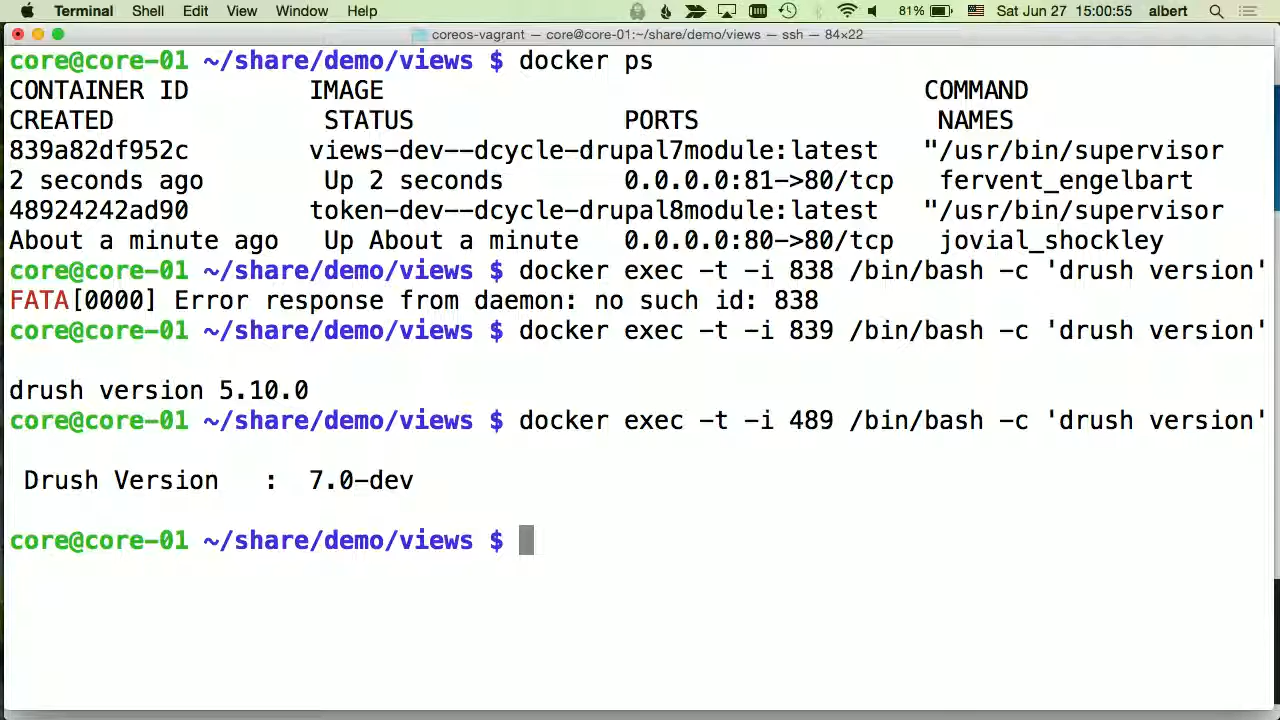 Terminal Shell Edit View Window Help 81% Sat Jun 27 15:00:55 albert
coreos-vagrant — core@core-01:~/share/demo/views — ssh — 84×22
core@core-01 ~/share/demo/views $ docker ps
CONTAINER ID IMAGE COMMAND
CREATED STATUS PORTS NAMES
839a82df952c views-dev--dcycle-drupal7module:latest "/usr/bin/supervisor
2 seconds ago Up 2 seconds 0.0.0.0:81->80/tcp fervent_engelbart
48924242ad90 token-dev--dcycle-drupal8module:latest "/usr/bin/supervisor
About a minute ago Up About a minute 0.0.0.0:80->80/tcp jovial_shockley
core@core-01 ~/share/demo/views $ docker exec -t -i 838 /bin/bash -c 'drush version'
FATA[0000] Error response from daemon: no such id: 838
core@core-01 ~/share/demo/views $ docker exec -t -i 839 /bin/bash -c 'drush version'
drush version 5.10.0
core@core-01 ~/share/demo/views $ docker exec -t -i 489 /bin/bash -c 'drush version'
Drush Version : 7.0-dev
core@core-01 ~/share/demo/views $